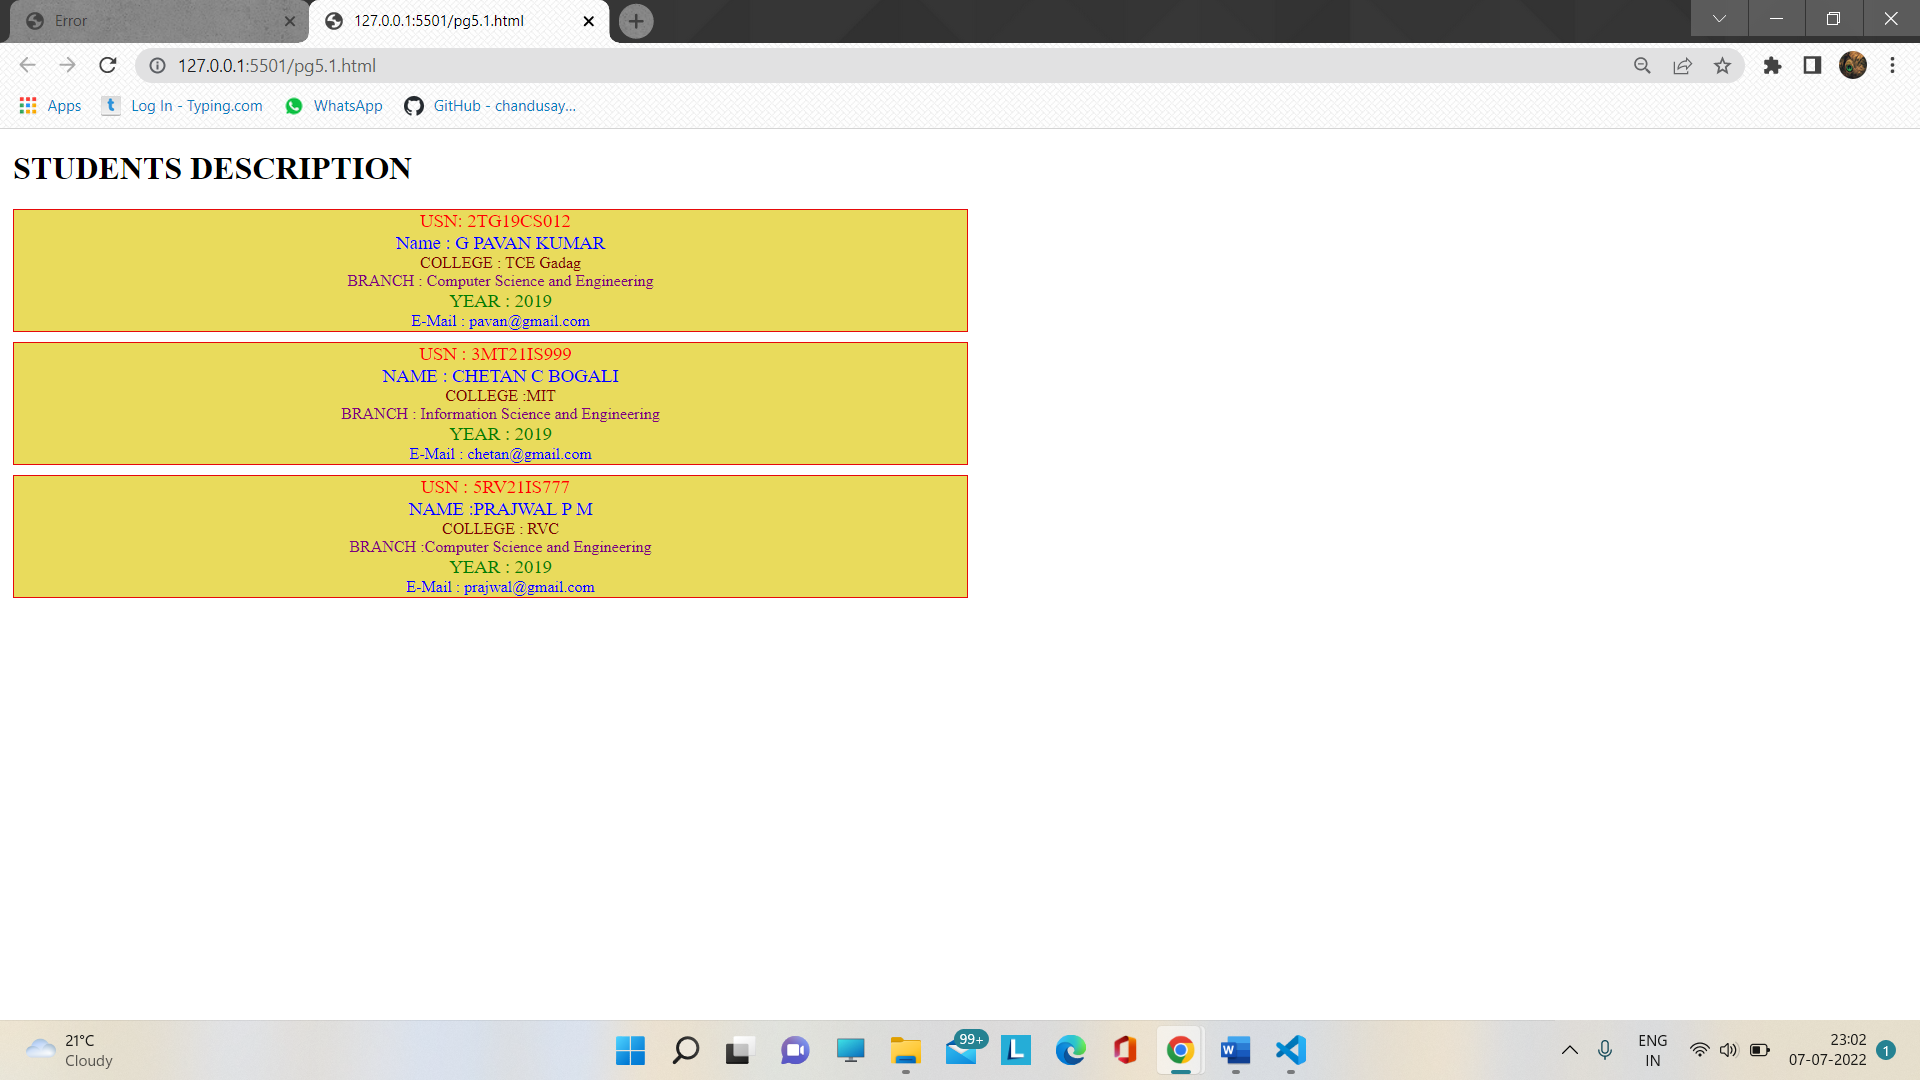 Error
127.0.0.1:5501/pg5.1.html
127.0.0.1:5501/pg5.1.html
Apps
Log In - Typing.com
WhatsApp
GitHub - chandusay...
STUDENTS DESCRIPTION
USN: 2TG19CS012
Name : G PAVAN KUMAR
COLLEGE : TCE Gadag
BRANCH : Computer Science and Engineering
YEAR : 2019
E-Mail : pavan@gmail.com
USN : 3MT21IS999
NAME : CHETAN C BOGALI
COLLEGE :MIT
BRANCH : Information Science and Engineering
YEAR : 2019
E-Mail : chetan@gmail.com
USN : 5RV21IS777
NAME :PRAJWAL P M
COLLEGE : RVC
BRANCH :Computer Science and Engineering
YEAR : 2019
E-Mail : prajwal@gmail.com
21°C
Cloudy
99+
ENG
IN
23:02
07-07-2022
1